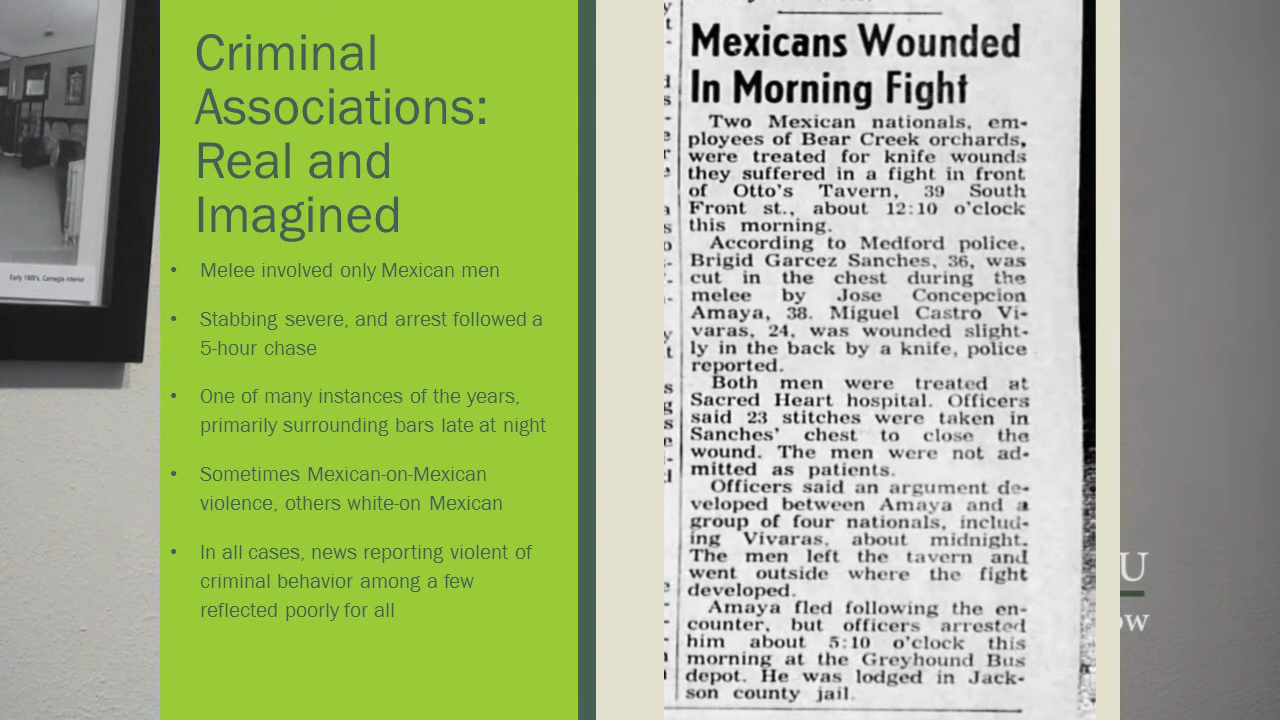 Early 1900's, Carnegie interior
Criminal
Associations:
Real and
Imagined
• Melee involved only Mexican men
• Stabbing severe, and arrest followed a
5-hour chase
• One of many instances of the years,
primarily surrounding bars late at night
• Sometimes Mexican-on-Mexican
violence, others white-on Mexican
• In all cases, news reporting violent of
criminal behavior among a few
reflected poorly for all
Mexicans Wounded
In Morning Fight
Two Mexican nationals, em-
ployees of Bear Creek orchards,
were treated for knife wounds
they suffered in a fight in front
of Otto's Tavern, 39 South
Front st., about 12:10 o'clock
this morning.
According to Medford police,
Brigid Garcez Sanches, 36, was
cut in the chest during the
melee by Jose Concepcion
Amaya, 38. Miguel Castro Vi-
varas, 24, was wounded slight-
ly in the back by a knife, police
reported.
Both men were treated at
Sacred Heart hospital. Officers
said 23 stitches were taken in
Sanches' chest to close the
wound. The men were not ad-
mitted as patients.
Officers said an argument de-
veloped between Amaya and a
group of four nationals, includ-
ing Vivaras, about midnight.
The men left the tavern and
went outside where the fight
developed.
Amaya fled following the en-
counter, but officers arrested
him about 5:10 o'clock this
morning at the Greyhound Bus
depot. He was lodged in Jack-
son county jail.
U
ow